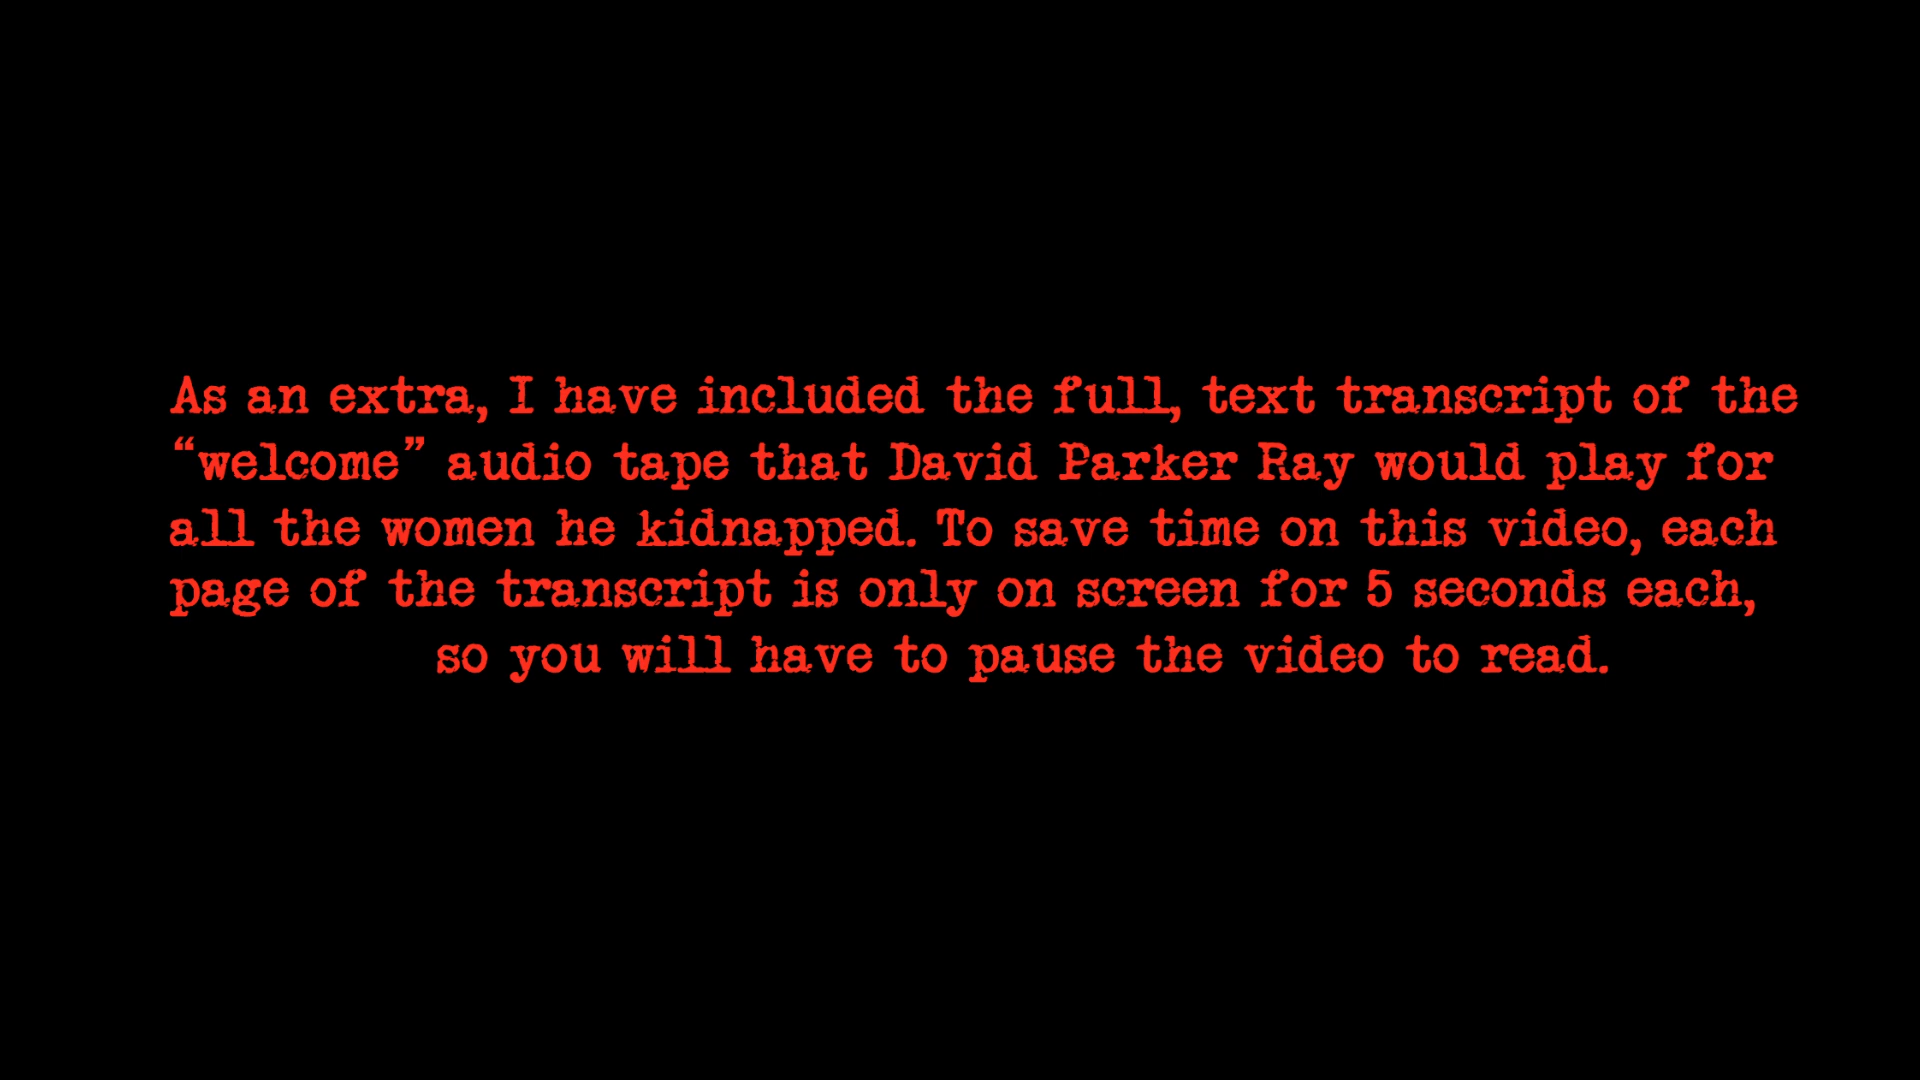 As an extra, I have included the full, text transcript of the
“welcome” audio tape that David Parker Ray would play for
all the women he kidnapped. To save time on this video, each
page of the transcript is only on screen for 5 seconds each,
so you will have to pause the video to read.